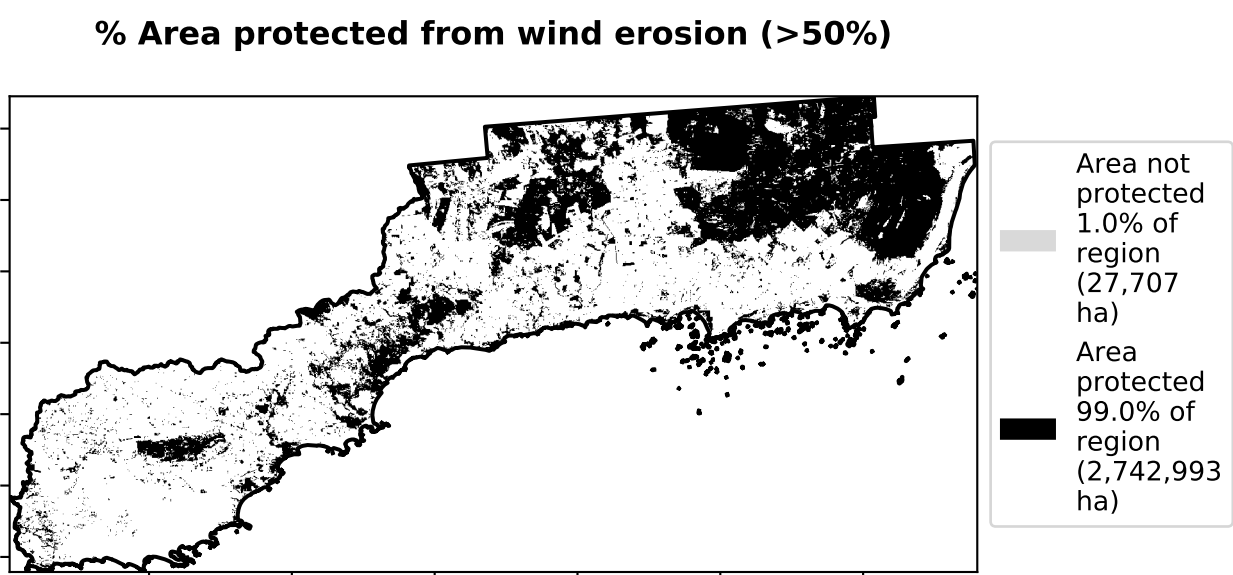 % Area protected from wind erosion (>50%)
Area not
protected
1.0% of
region
(27,707
ha)
Area
protected
99.0% of
region
(2,742,993
ha)